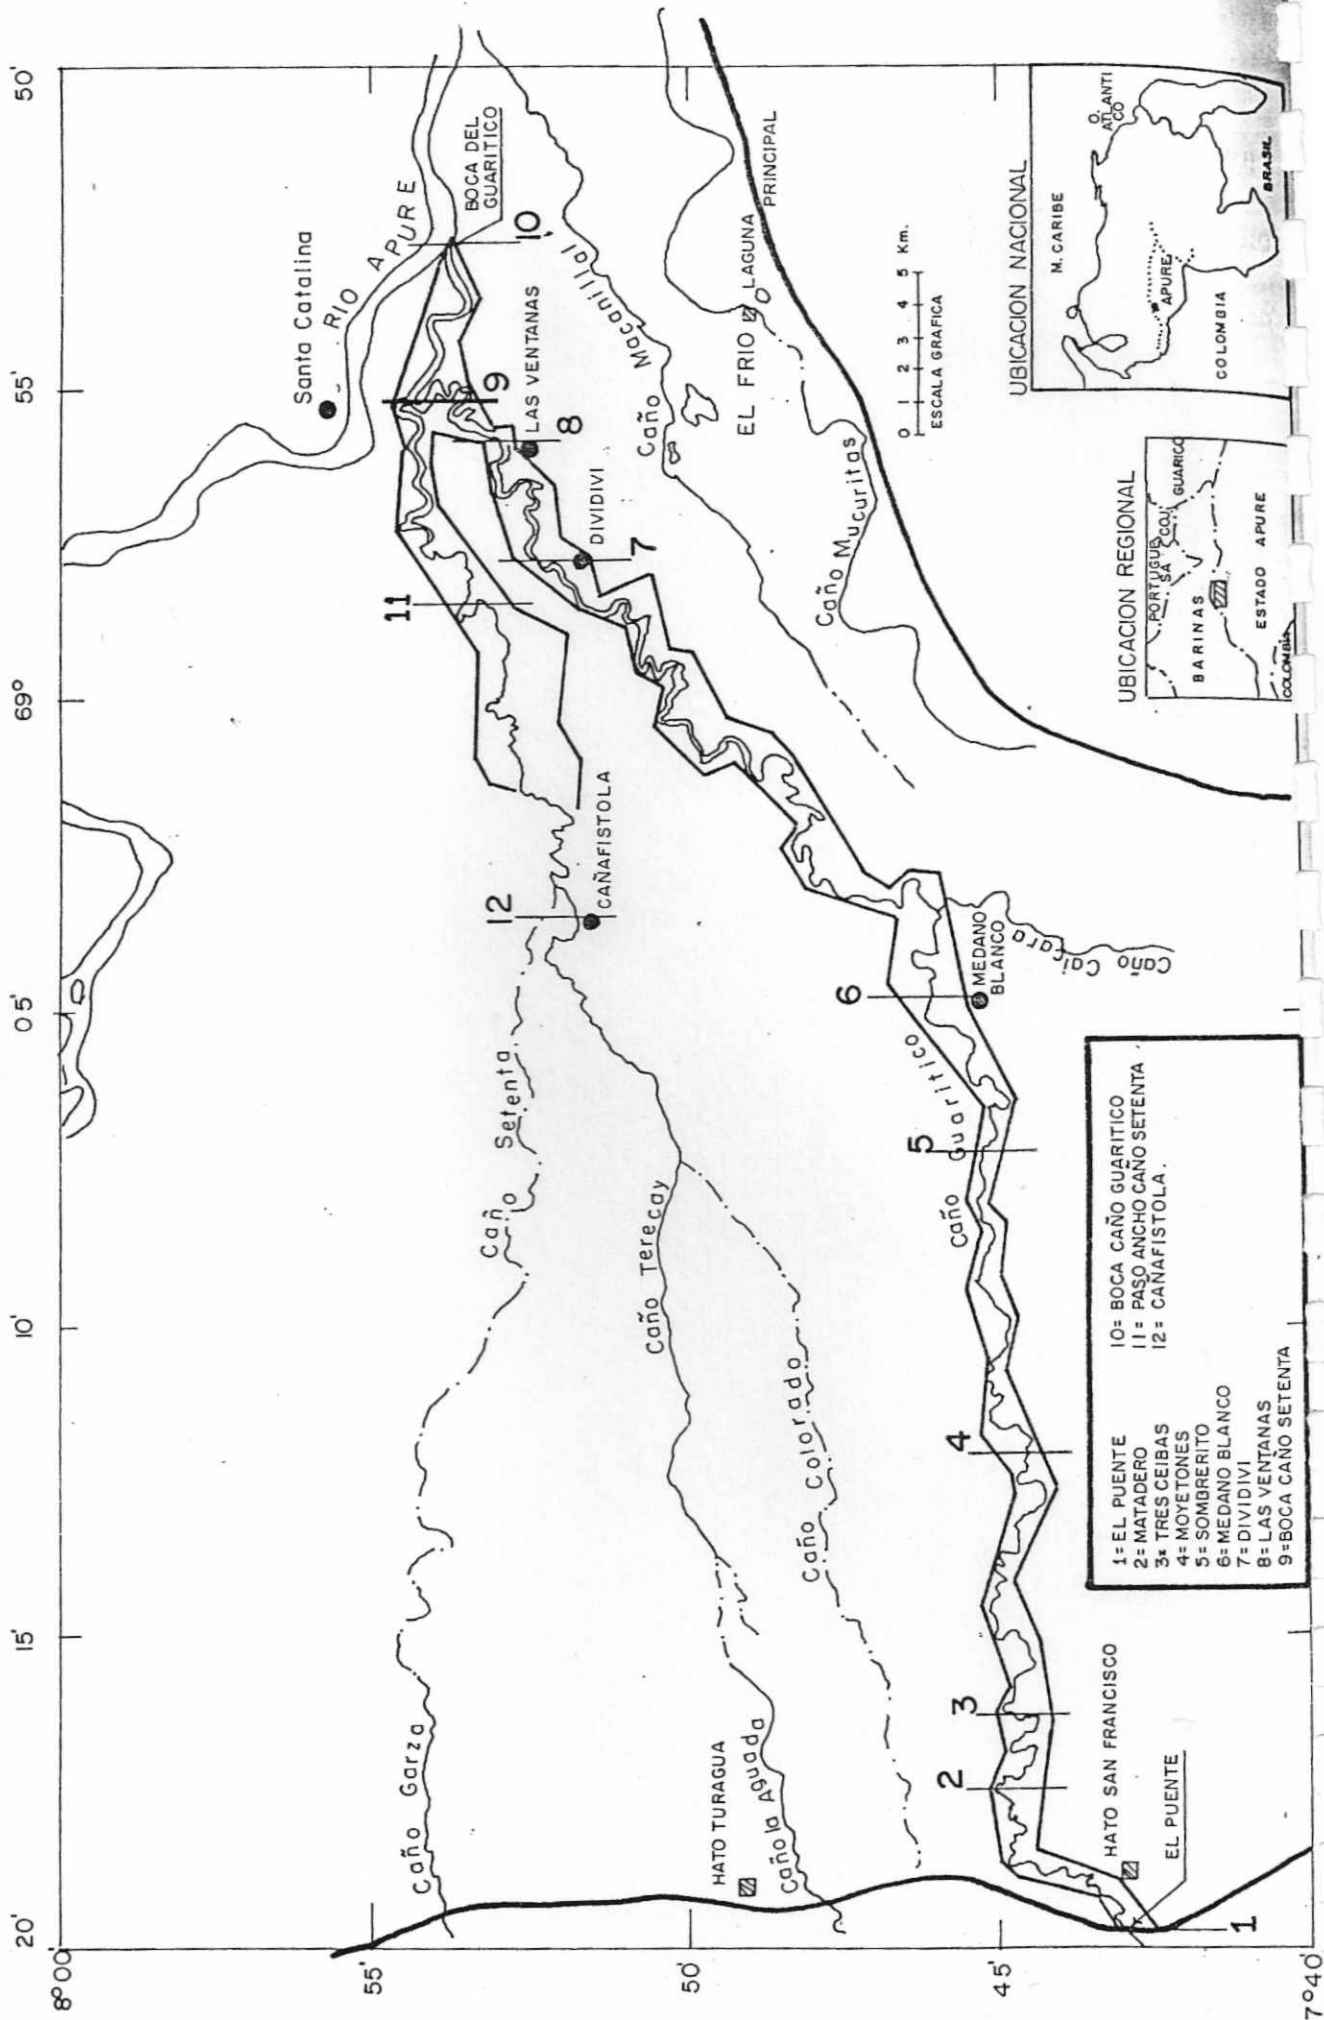 8°00'
55'
50'
45'
7°40'
20'
15'
10'
05'
69°
55'
50'
Santa Catalina
RIO APURE
BOCA DEL
GUARITICO
10
9
LAS VENTANAS
8
DIVIDIVI
7
11
12
CAÑAFISTOLA
Caño Macanillal
EL FRIO
LAGUNA
PRINCIPAL
Caño Mucuritas
Caño Garza
Caño Setenta
Caño Terecay
Caño Colorado
HATO TURAGUA
Cañola Aguada
6
MEDANO
BLANCO
Caño Caicara
Caño Guaritico
5
4
3
2
HATO SAN FRANCISCO
EL PUENTE
1
0 1 2 3 4 5 Km.
ESCALA GRAFICA
1= EL PUENTE
2= MATADERO
3= TRES CEIBAS
4= MOYETONES
5= SOMBRERITO
6= MEDANO BLANCO
7= DIVIDIVI
8= LAS VENTANAS
9= BOCA CAÑO SETENTA
10= BOCA CAÑO GUARITICO
11= PASO ANCHO CAÑO SETENTA
12= CAÑAFISTOLA.
UBICACION REGIONAL
PORTUGUE
SA
COJ.
GUARICO
BARINAS
ESTADO APURE
COLOMBIA
UBICACION NACIONAL
M. CARIBE
O.
ATLANTI
CO
APURE
COLOMBIA
BRASIL